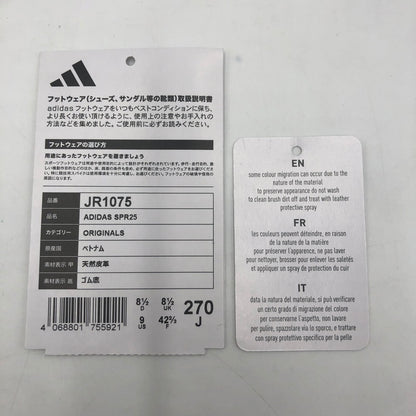 フットウェア(シューズ、サンダル等の靴類)取扱説明書
adidas フットウェアをいつもベストコンディションに保ち、
より長くお使い頂けるように、使用上の注意やお手入れの
方法などを集めました。ご使用前に必ずお読みください。
フットウェアの選び方
用途にあったフットウェアを履きましょう
品番 JR1075
品名 ADIDAS SPR25
カテゴリー ORIGINALS
原産国 ベトナム
素材表示 甲 天然皮革
素材表示 底 ゴム底
4 066801 755921
8½ D
8½ UK
9 US
42⅔ F
270 J
EN
some colour migration can occur due to
the nature of the material
to preserve appearance do not wash
to clean brush dirt off and treat with leather
protective spray
FR
les couleurs peuvent déteindre, en raison
de la nature de la matière
pour préserver l'apparence, ne pas laver
pour nettoyer, brosser pour enlever les saletés
et appliquer un spray de protection du cuir
IT
data la natura del materiale, si può verificare
un certo grado di migrazione del colore
per conservarne l'aspetto, non lavare
per pulire, spazzolare via lo sporco, e trattare
con spray protettivo specifico per la pelle